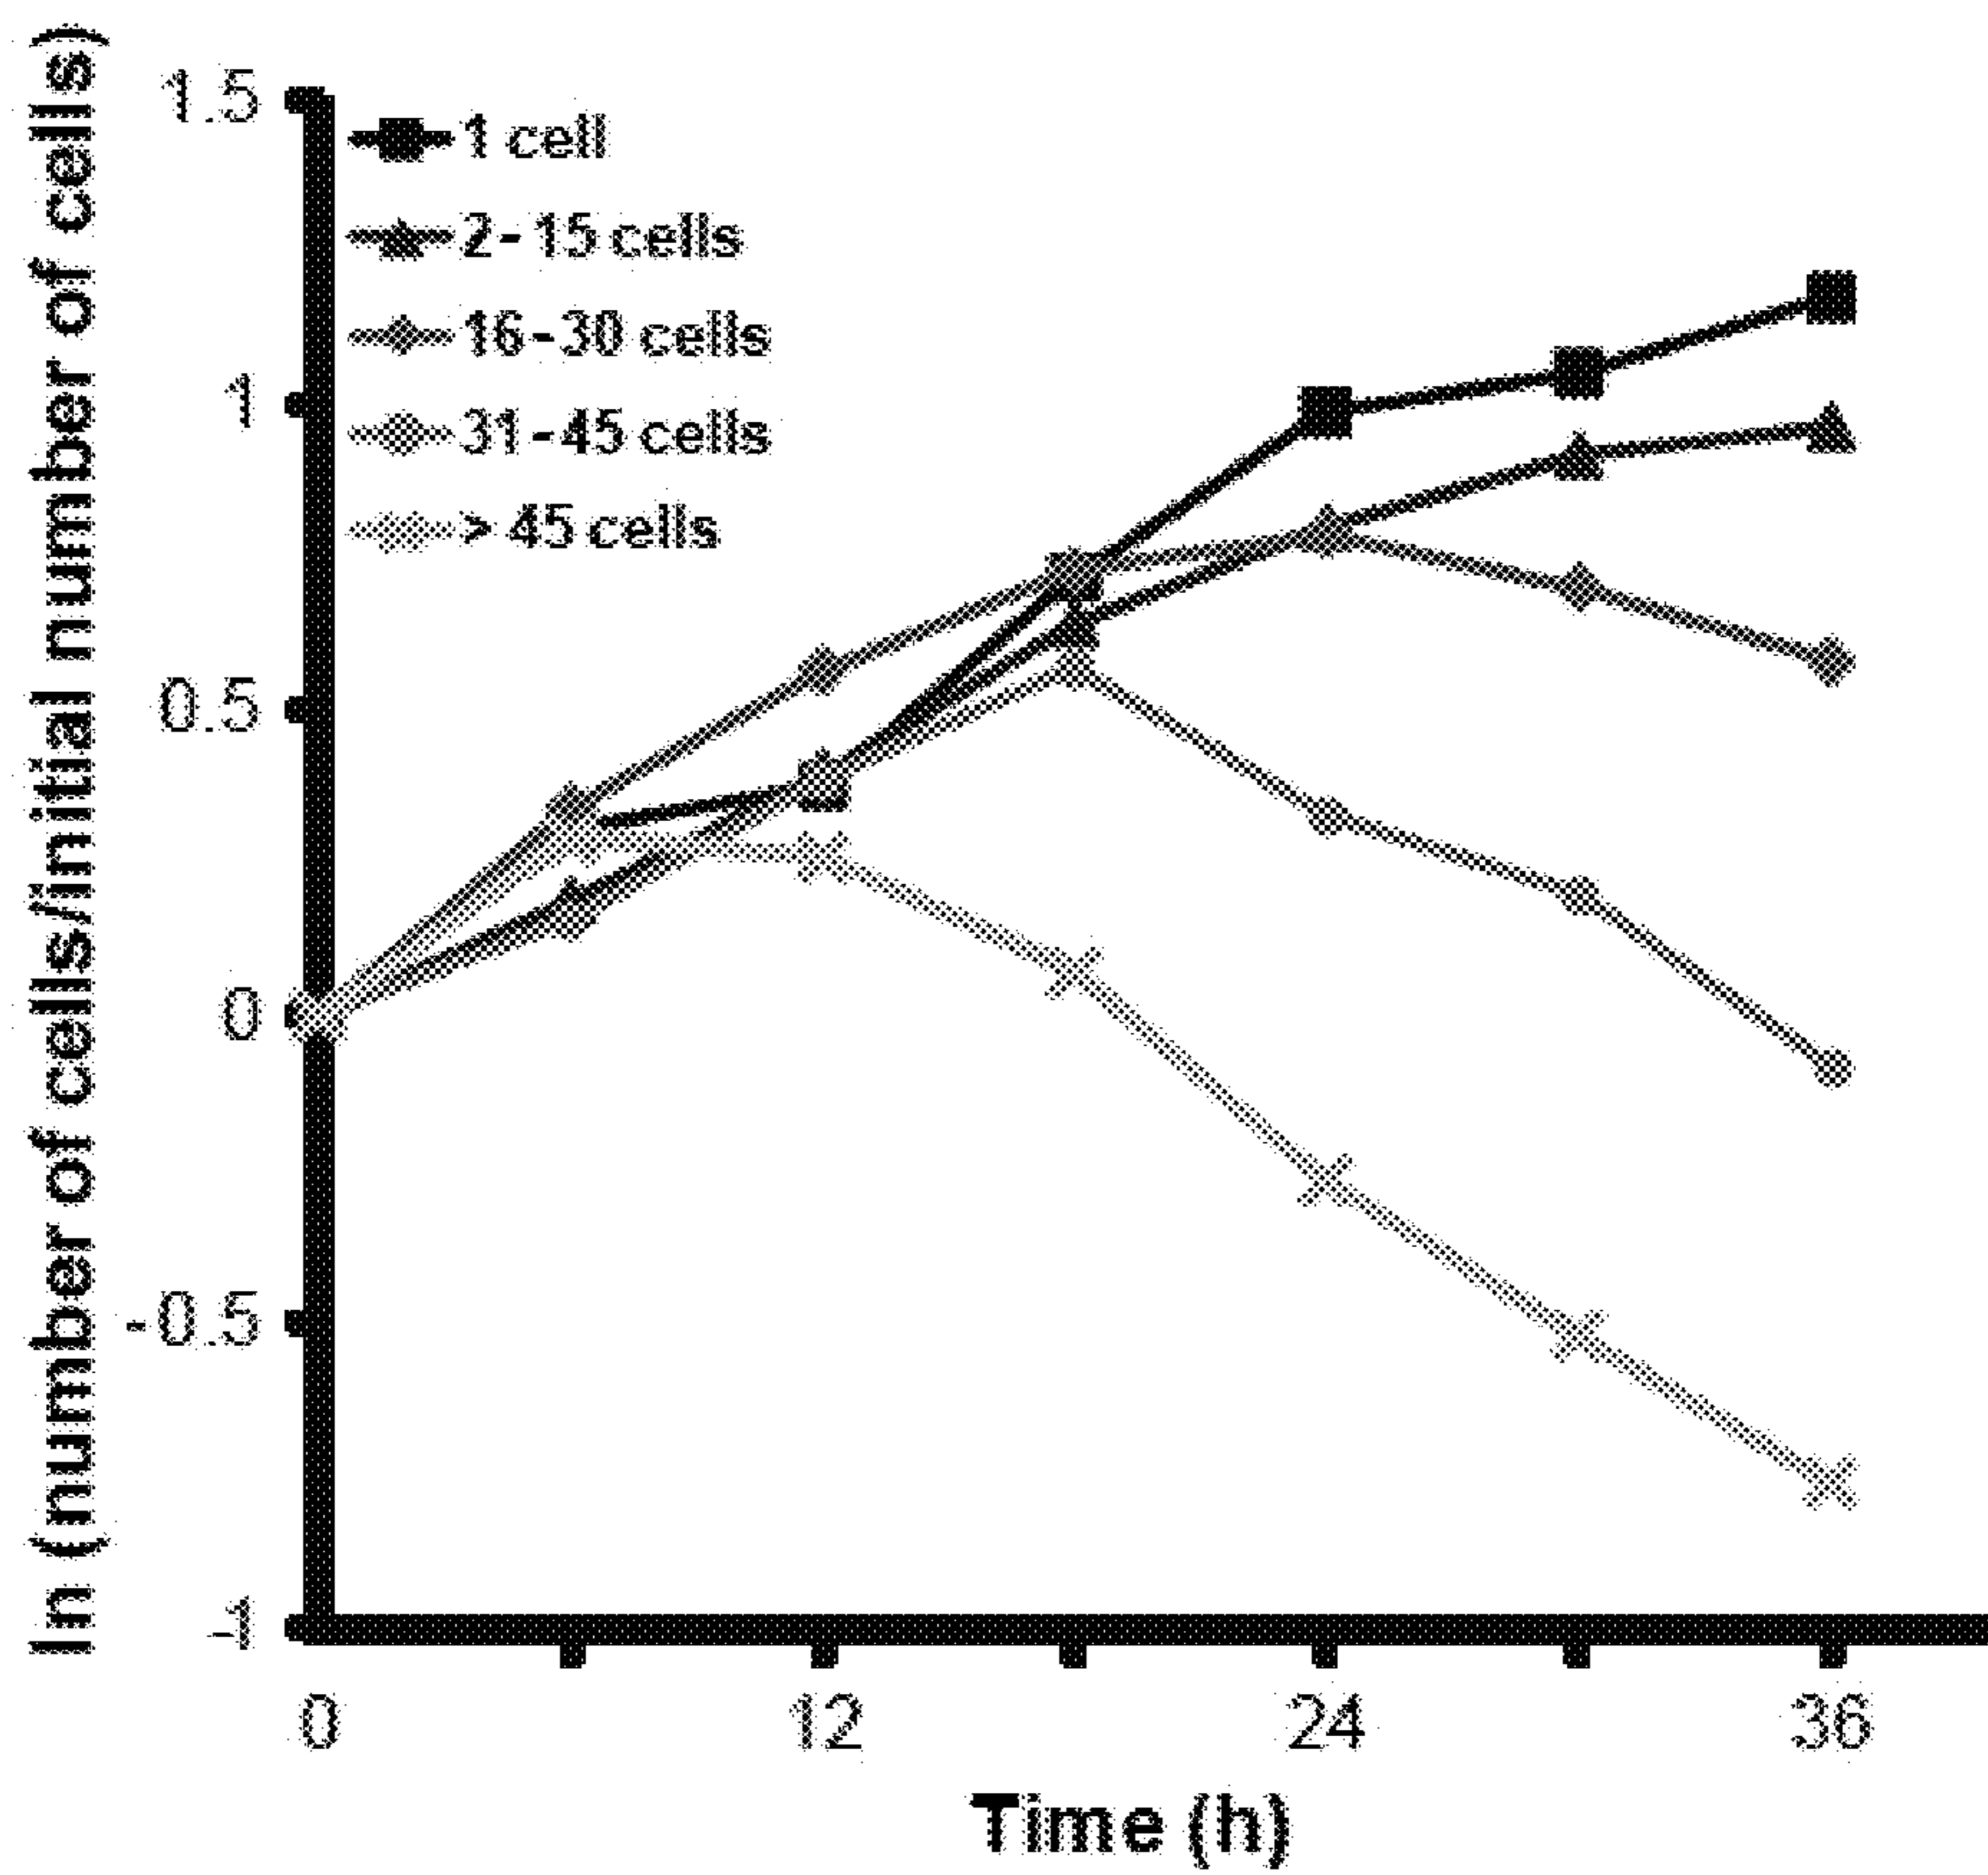 ln (number of cells/initial number of cells)
1.5
1
0.5
0
-0.5
-1
1 cell
2-15 cells
16-30 cells
31-45 cells
> 45 cells
0
12
24
36
Time (h)